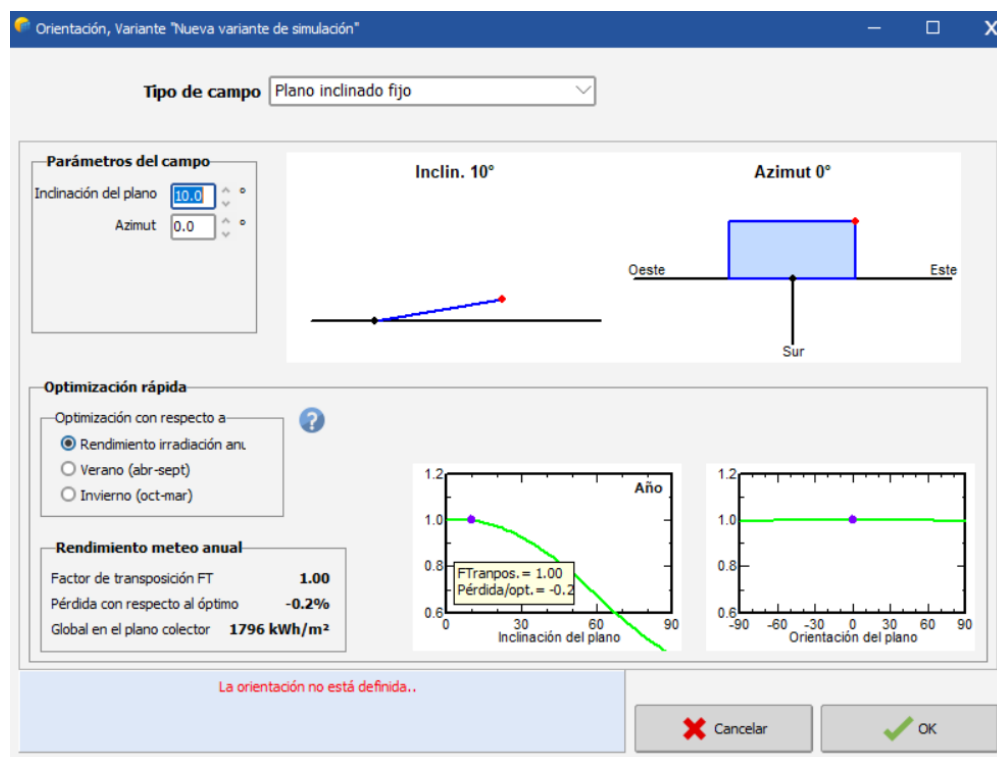 Orientación, Variante "Nueva variante de simulación"
Tipo de campo Plano inclinado fijo
Parámetros del campo
Inclinación del plano 10.0 °
Azimut 0.0 °
Inclin. 10°
Azimut 0°
Oeste
Este
Sur
Optimización rápida
Optimización con respecto a
Rendimiento irradiación anu
Verano (abr-sept)
Invierno (oct-mar)
?
Rendimiento meteo anual
Factor de transposición FT 1.00
Pérdida con respecto al óptimo -0.2%
Global en el plano colector 1796 kWh/m²
Año
1.2
1.0
0.8
0.6
FTranpos.= 1.00
Pérdida/opt.= -0.2
0 30 60 90
Inclinación del plano
1.2
1.0
0.8
0.6
-90 -60 -30 0 30 60 90
Orientación del plano
La orientación no está definida..
Cancelar
OK